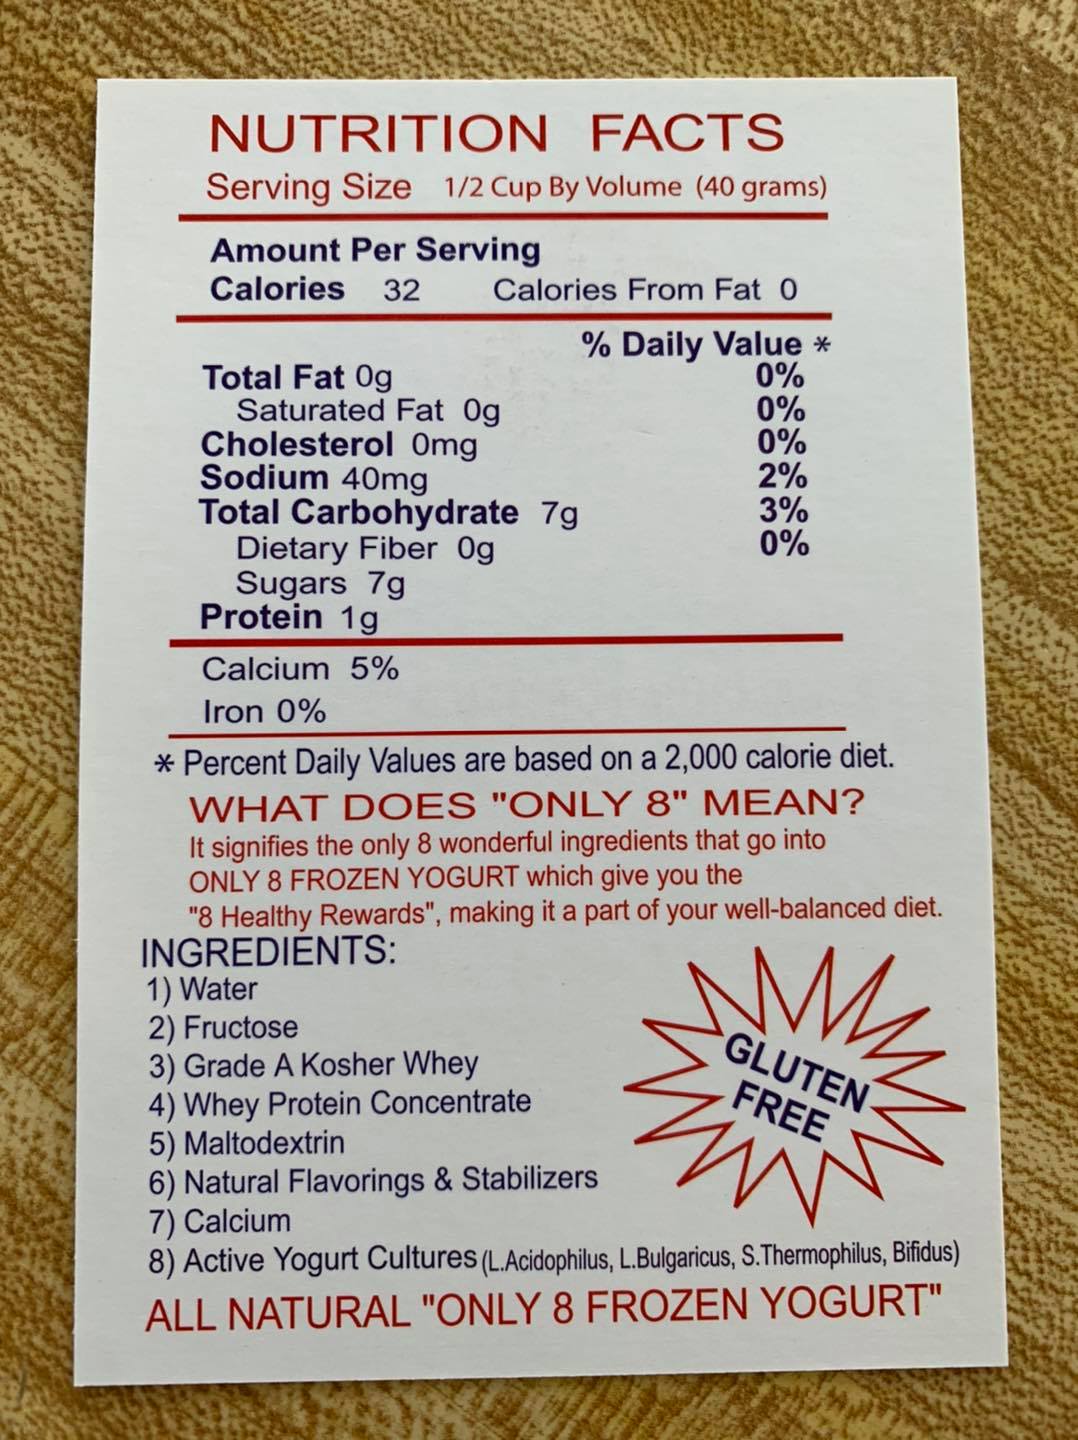 NUTRITION FACTS
Serving Size 1/2 Cup By Volume (40 grams)
Amount Per Serving
Calories 32 Calories From Fat 0
% Daily Value *
Total Fat 0g 0%
Saturated Fat 0g 0%
Cholesterol 0mg 0%
Sodium 40mg 2%
Total Carbohydrate 7g 3%
Dietary Fiber 0g 0%
Sugars 7g
Protein 1g
Calcium 5%
Iron 0%
* Percent Daily Values are based on a 2,000 calorie diet.
WHAT DOES "ONLY 8" MEAN?
It signifies the only 8 wonderful ingredients that go into
ONLY 8 FROZEN YOGURT which give you the
"8 Healthy Rewards", making it a part of your well-balanced diet.
INGREDIENTS:
1) Water
2) Fructose
3) Grade A Kosher Whey
4) Whey Protein Concentrate
5) Maltodextrin
6) Natural Flavorings & Stabilizers
7) Calcium
8) Active Yogurt Cultures (L.Acidophilus, L.Bulgaricus, S.Thermophilus, Bifidus)
GLUTEN
FREE
ALL NATURAL "ONLY 8 FROZEN YOGURT"